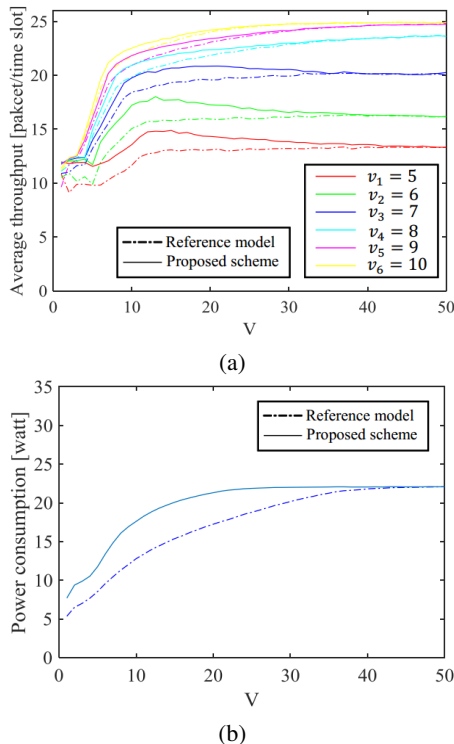 Average throughput [pakcet/time slot]
25
20
15
10
5
0
Reference model
Proposed scheme
v₁ = 5
v₂ = 6
v₃ = 7
v₄ = 8
v₅ = 9
v₆ = 10
0 10 20 30 40 50
V
(a)
Power consumption [watt]
35
30
25
20
15
10
5
0
Reference model
Proposed scheme
0 10 20 30 40 50
V
(b)